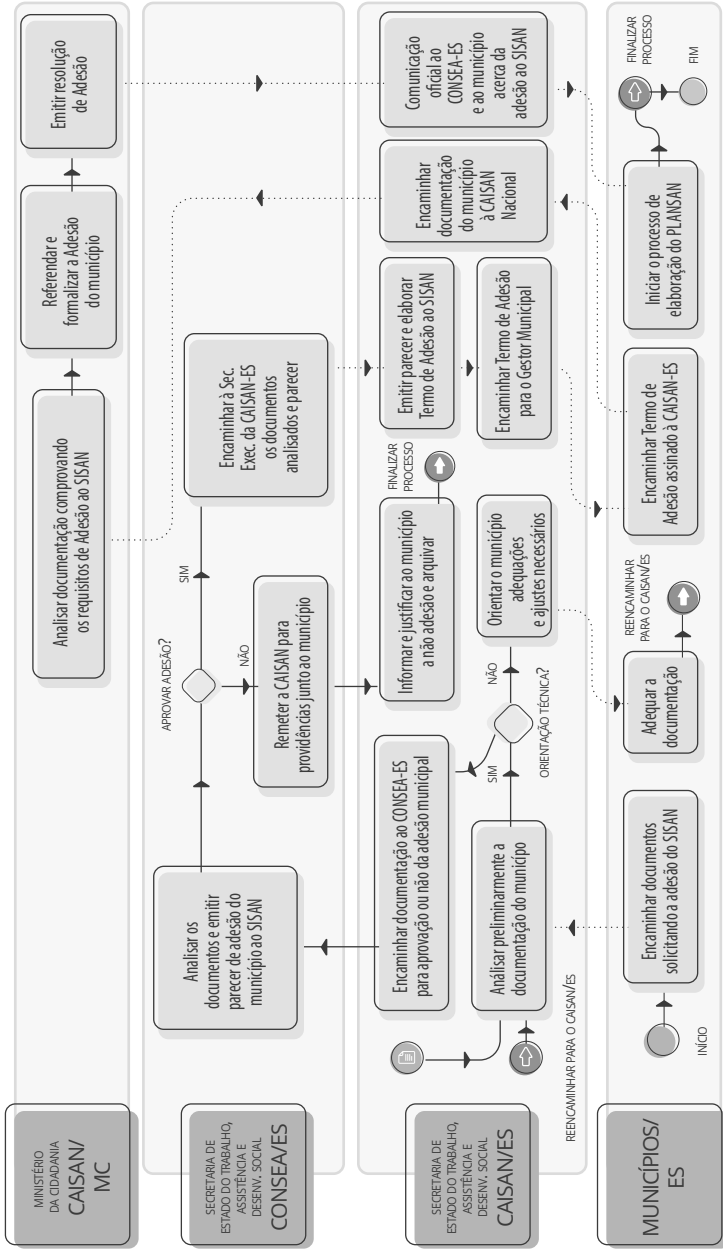 MINISTÉRIO
DA CIDADANIA
CAISAN/
MC
Analisar documentação comprovando
os requisitos de Adesão ao SISAN
Referendar e
formalizar a Adesão
do município
Emitir resolução
de Adesão
SECRETARIA DE
ESTADO DO TRABALHO,
ASSISTÊNCIA E
DESENV. SOCIAL
CONSEA/ES
Analisar os
documentos e emitir
parecer de adesão do
município ao SISAN
APROVAR ADESÃO?
SIM
NÃO
Encaminhar à Sec.
Exec. da CAISAN-ES
os documentos
analisados e parecer
Remeter a CAISAN para
providências junto ao município
SECRETARIA DE
ESTADO DO TRABALHO,
ASSISTÊNCIA E
DESENV. SOCIAL
CAISAN/ES
Encaminhar documentação ao CONSEA-ES
para aprovação ou não da adesão municipal
Análisar preliminarmente a
documentação do municípo
SIM
NÃO
ORIENTAÇÃO TÉCNICA?
Informar e justificar ao município
a não adesão e arquivar
FINALIZAR
PROCESSO
Orientar o município
adequações
e ajustes necessários
Emitir parecer e elaborar
Termo de Adesão ao SISAN
Encaminhar Termo de Adesão
para o Gestor Municipal
Encaminhar
documentação
do município
à CAISAN
Nacional
Comunicação
oficial ao
CONSEA-ES
e ao município
acerca da
adesão ao SISAN
REENCAMINHAR PARA O CAISAN/ES
MUNICÍPIOS/
ES
INÍCIO
Encaminhar documentos
solicitando a adesão do SISAN
Adequar a
documentação
REENCAMINHAR
PARA O CAISAN/ES
Encaminhar Termo de
Adesão assinado à CAISAN-ES
Iniciar o processo de
elaboração do PLANSAN
FINALIZAR
PROCESSO
FIM